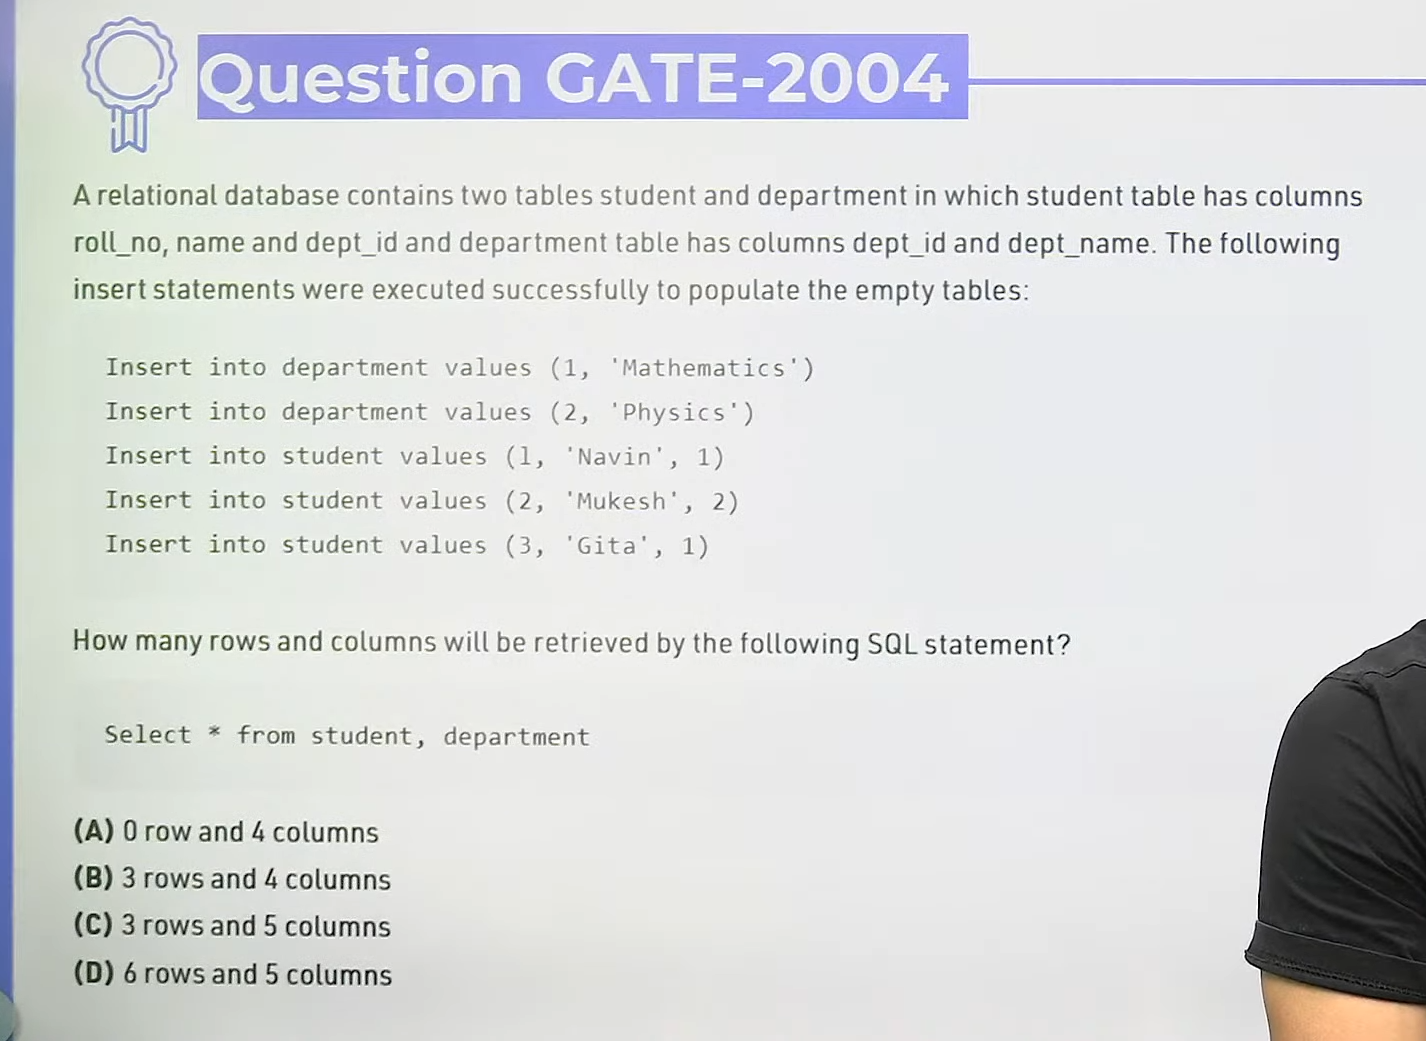 Question GATE-2004
A relational database contains two tables student and department in which student table has columns
roll_no, name and dept_id and department table has columns dept_id and dept_name. The following
insert statements were executed successfully to populate the empty tables:
Insert into department values (1, 'Mathematics')
Insert into department values (2, 'Physics')
Insert into student values (l, 'Navin', 1)
Insert into student values (2, 'Mukesh', 2)
Insert into student values (3, 'Gita', 1)
How many rows and columns will be retrieved by the following SQL statement?
Select * from student, department
(A) 0 row and 4 columns
(B) 3 rows and 4 columns
(C) 3 rows and 5 columns
(D) 6 rows and 5 columns